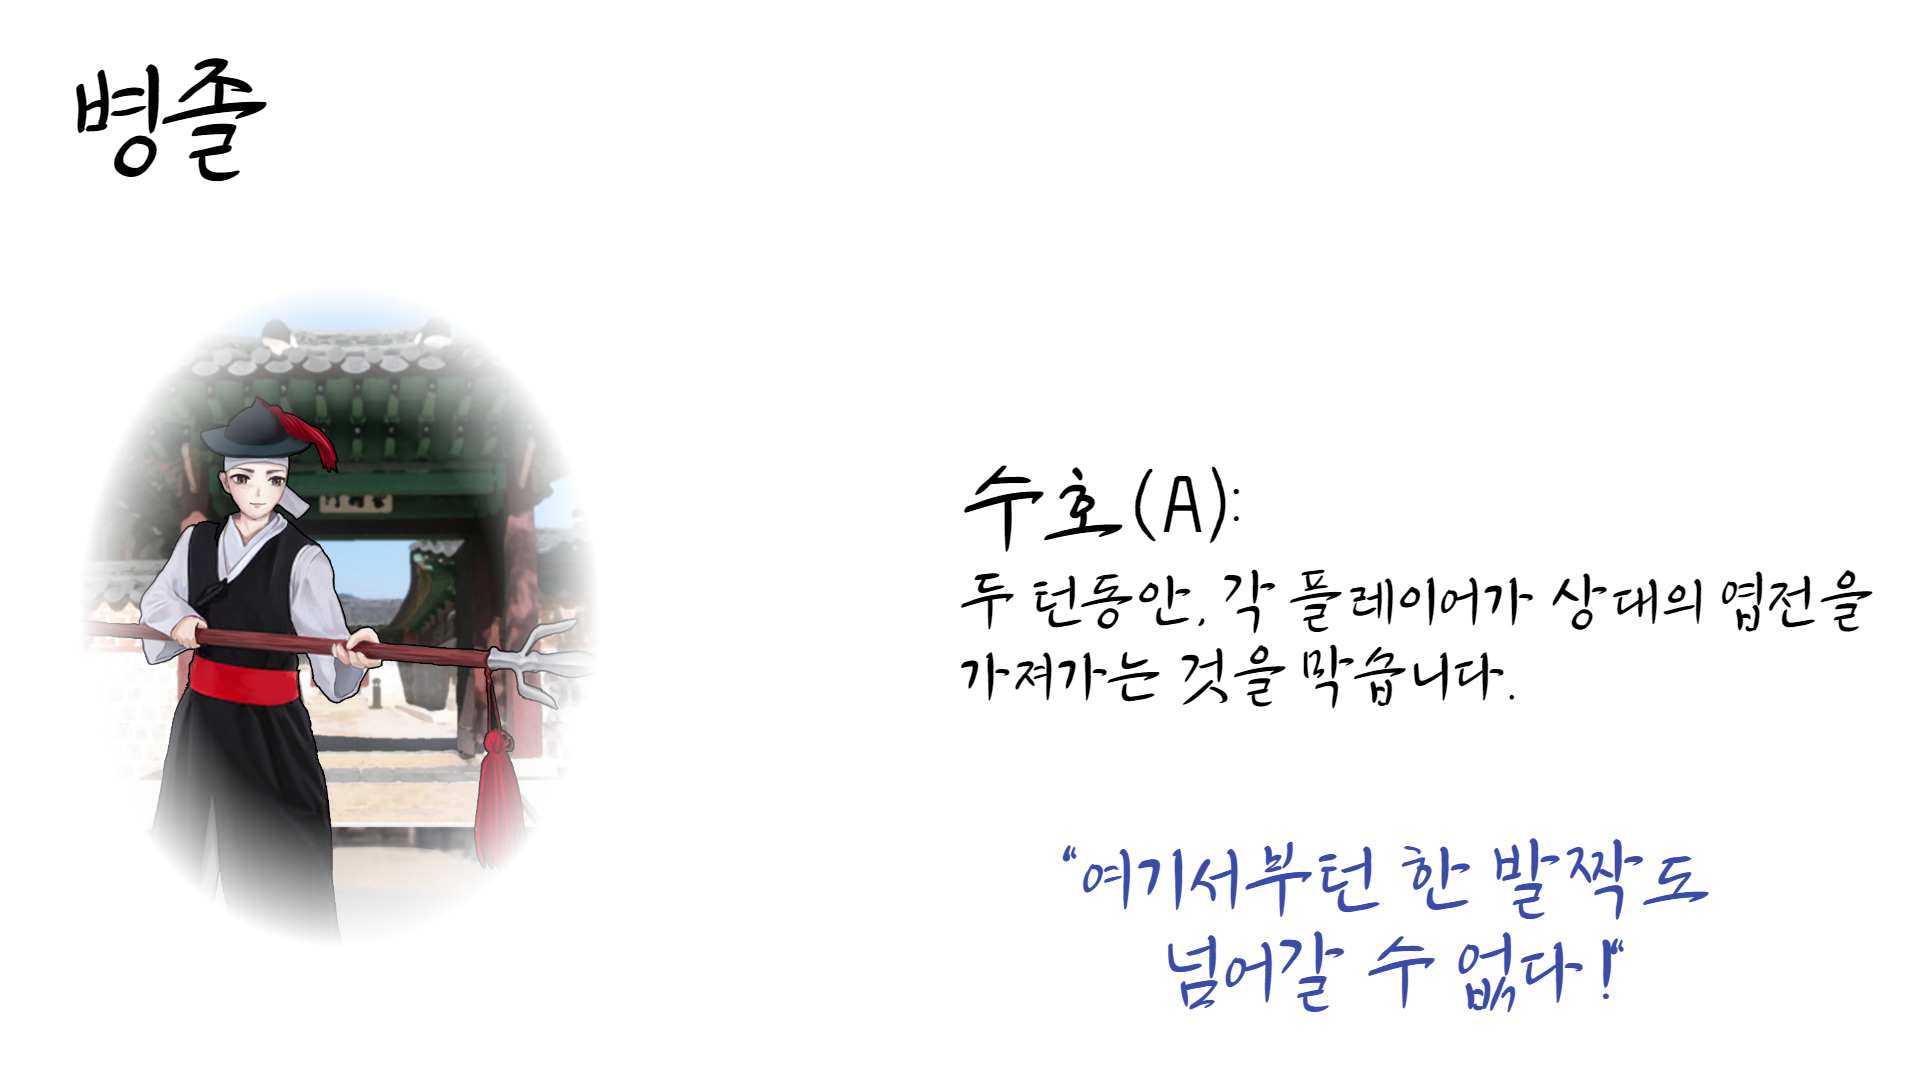 병졸
수호(A):
두 턴동안, 각 플레이어가 상대의 엽전을
가져가는 것을 막습니다.
“여기서부턴 한 발짝도
넘어갈 수 없다!“